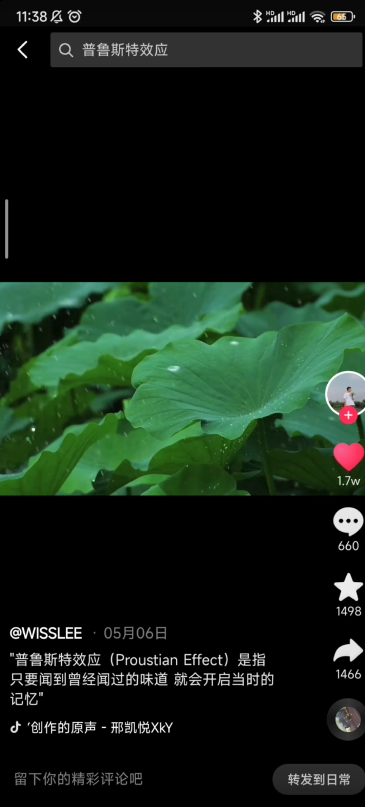 11:38
HD HD 65
普鲁斯特效应
1.7w
660
1498
1466
@WISSLEE · 05月06日
"普鲁斯特效应（Proustian Effect）是指
只要闻到曾经闻过的味道 就会开启当时的
记忆"
'创作的原声 - 邢凯悦XkY
留下你的精彩评论吧
转发到日常